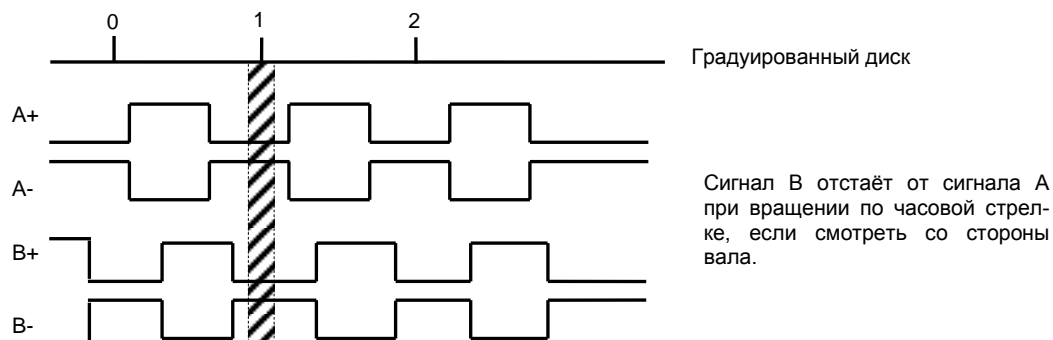 0 1 2
Градуированный диск
A+
A-
Сигнал В отстаёт от сигнала А
при вращении по часовой стрел-
ке, если смотреть со стороны
вала.
B+
B-